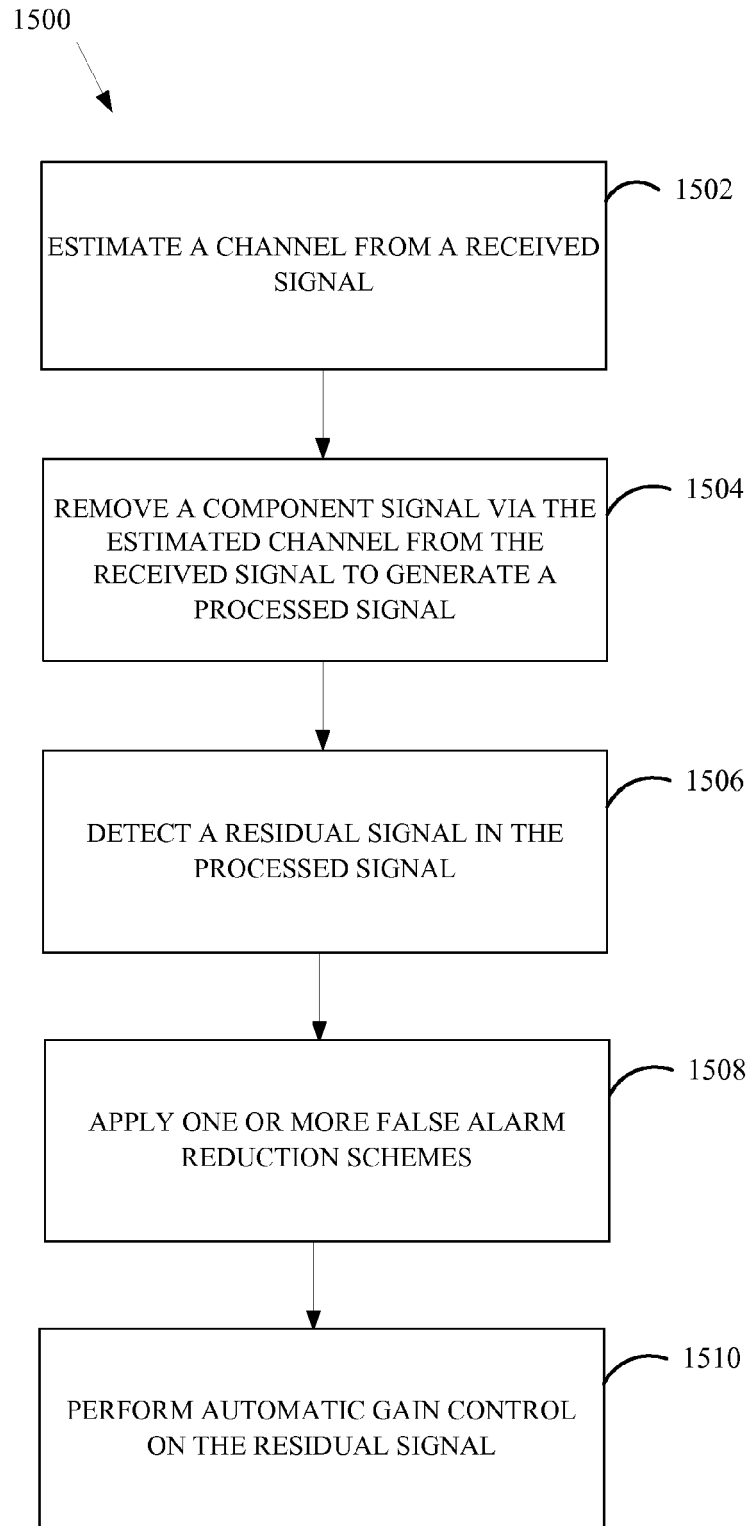 1500
1502
ESTIMATE A CHANNEL FROM A RECEIVED
SIGNAL
1504
REMOVE A COMPONENT SIGNAL VIA THE
ESTIMATED CHANNEL FROM THE
RECEIVED SIGNAL TO GENERATE A
PROCESSED SIGNAL
1506
DETECT A RESIDUAL SIGNAL IN THE
PROCESSED SIGNAL
1508
APPLY ONE OR MORE FALSE ALARM
REDUCTION SCHEMES
1510
PERFORM AUTOMATIC GAIN CONTROL
ON THE RESIDUAL SIGNAL